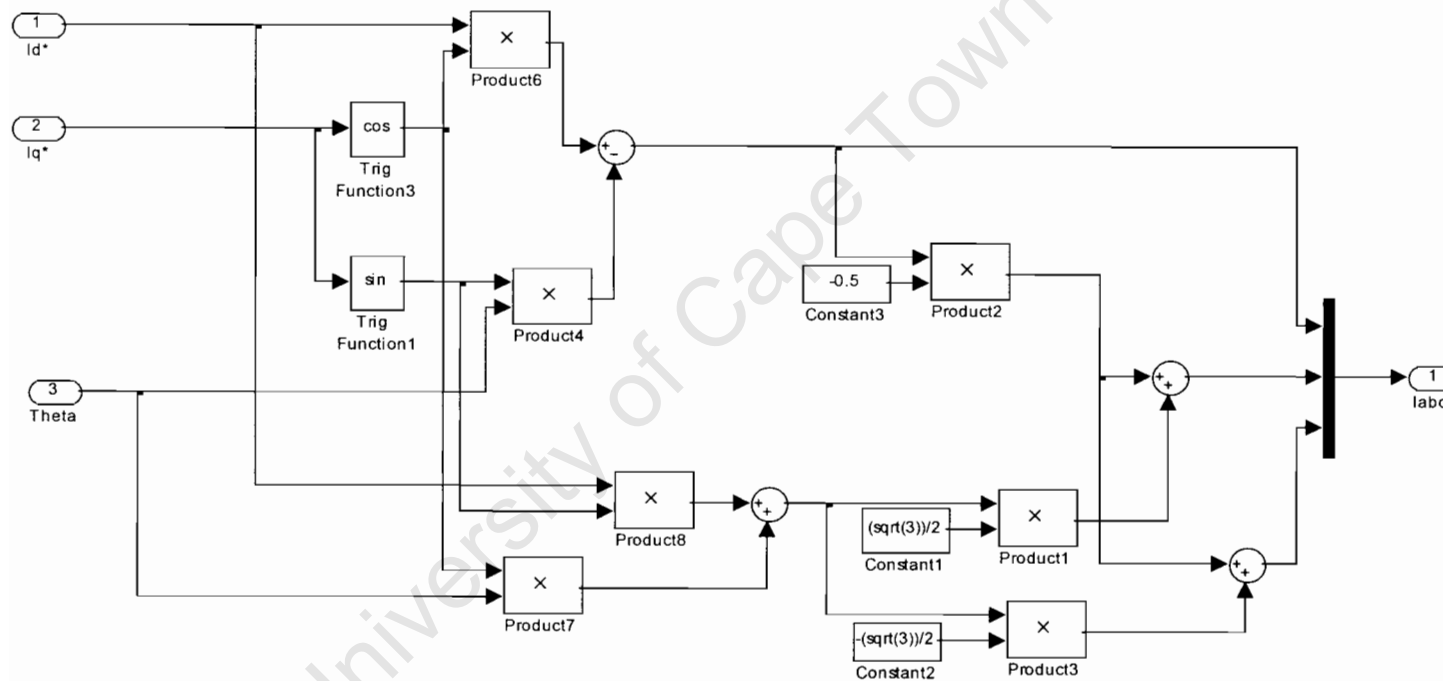 1
Id*
×
Product6
2
Iq*
cos
Trig
Function3
+
−
sin
Trig
Function1
×
Product4
-0.5
Constant3
×
Product2
3
Theta
+
+
1
Iabc
×
Product8
+
+
(sqrt(3))/2
Constant1
×
Product1
×
Product7
+
+
-(sqrt(3))/2
Constant2
×
Product3
University of Cape Town